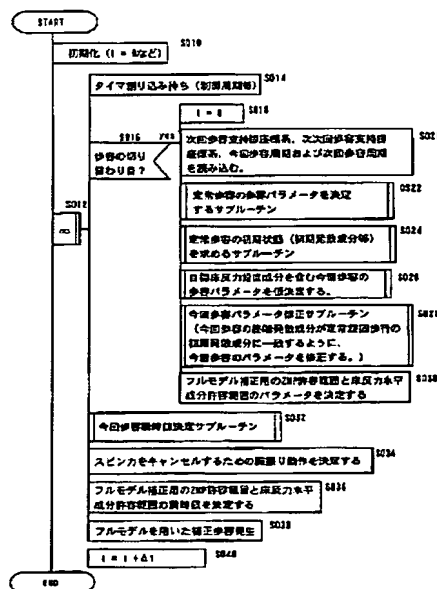 START
初期化(t = 0など)
S010
タイマ割り込み待ち(制御周期毎)
S014
t = 0
S018
S016 yes
歩容の切り
替わり目?
次回歩容支持脚座標系、次次回歩容支持脚
座標系、今回歩容周期および次回歩容周期
を読み込む。
S02
定常歩容の歩容パラメータを決定
するサブルーチン
S022
定常歩容の初期状態(初期発散成分等)
を求めるサブルーチン
S024
S012
∞
目標床反力鉛直成分を含む今回歩容の
歩容パラメータを仮決定する。
S026
今回歩容パラメータ修正サブルーチン
(今回歩容の終端発散成分が定常旋回歩行の
初期発散成分に一致するように、
今回歩容のパラメータを修正する。)
フルモデル補正用のZMP許容範囲と床反力水平
成分許容範囲のパラメータを決定する
S030
今回歩容瞬時値決定サブルーチン
S032
スピン力をキャンセルするための腕振り動作を決定する
S034
フルモデル補正用のZMP許容範囲と床反力水平
成分許容範囲の瞬時値を決定する
S036
フルモデルを用いた補正歩容発生
S038
t = t + Δt
S040
END